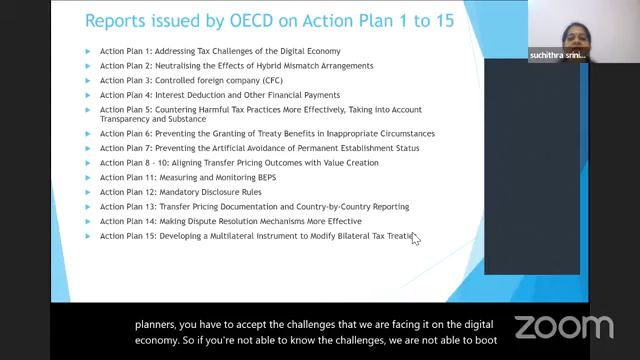 Reports issued by OECD on Action Plan 1 to 15
Action Plan 1: Addressing Tax Challenges of the Digital Economy
Action Plan 2: Neutralising the Effects of Hybrid Mismatch Arrangements
Action Plan 3: Controlled foreign company (CFC)
Action Plan 4: Interest Deduction and Other Financial Payments
Action Plan 5: Countering Harmful Tax Practices More Effectively, Taking into Account
Transparency and Substance
Action Plan 6: Preventing the Granting of Treaty Benefits in Inappropriate Circumstances
Action Plan 7: Preventing the Artificial Avoidance of Permanent Establishment Status
Action Plan 8 - 10: Aligning Transfer Pricing Outcomes with Value Creation
Action Plan 11: Measuring and Monitoring BEPS
Action Plan 12: Mandatory Disclosure Rules
Action Plan 13: Transfer Pricing Documentation and Country-by-Country Reporting
Action Plan 14: Making Dispute Resolution Mechanisms More Effective
Action Plan 15: Developing a Multilateral Instrument to Modify Bilateral Tax Treatie
suchithra srini...
planners, you have to accept the challenges that we are facing it on the digital
economy. So if you're not able to know the challenges, we are not able to boot
zoom